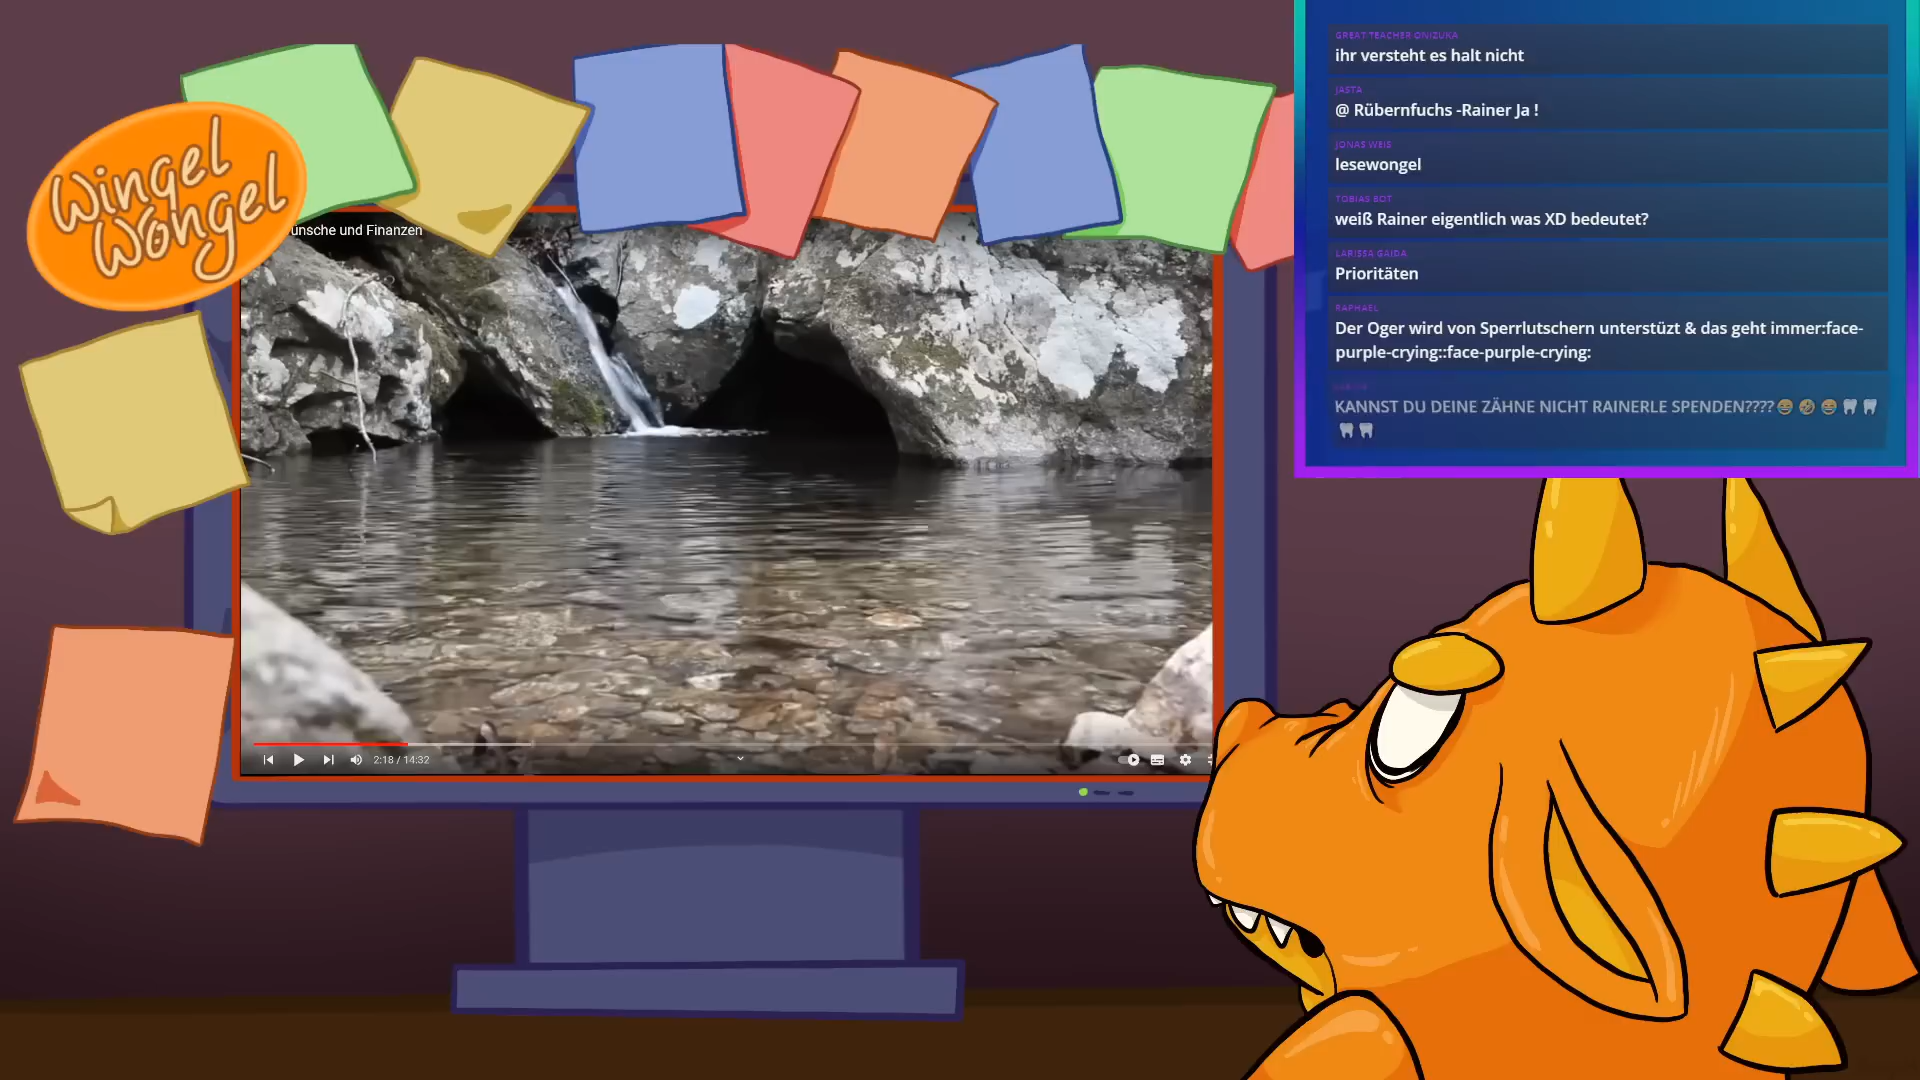 Wingel
Wongel
ünsche und Finanzen
2:18 / 14:32
GREAT TEACHER ONIZUKA
ihr versteht es halt nicht
JASTA
@ Rübernfuchs -Rainer Ja !
JONAS WEIS
lesewongel
TOBIAS BOT
weiß Rainer eigentlich was XD bedeutet?
LARISSA GAIDA
Prioritäten
RAPHAEL
Der Oger wird von Sperrlutschern unterstüzt & das geht immer:face-
purple-crying::face-purple-crying:
KANNST DU DEINE ZÄHNE NICHT RAINERLE SPENDEN????😅🤣😅🦷🦷
🦷🦷